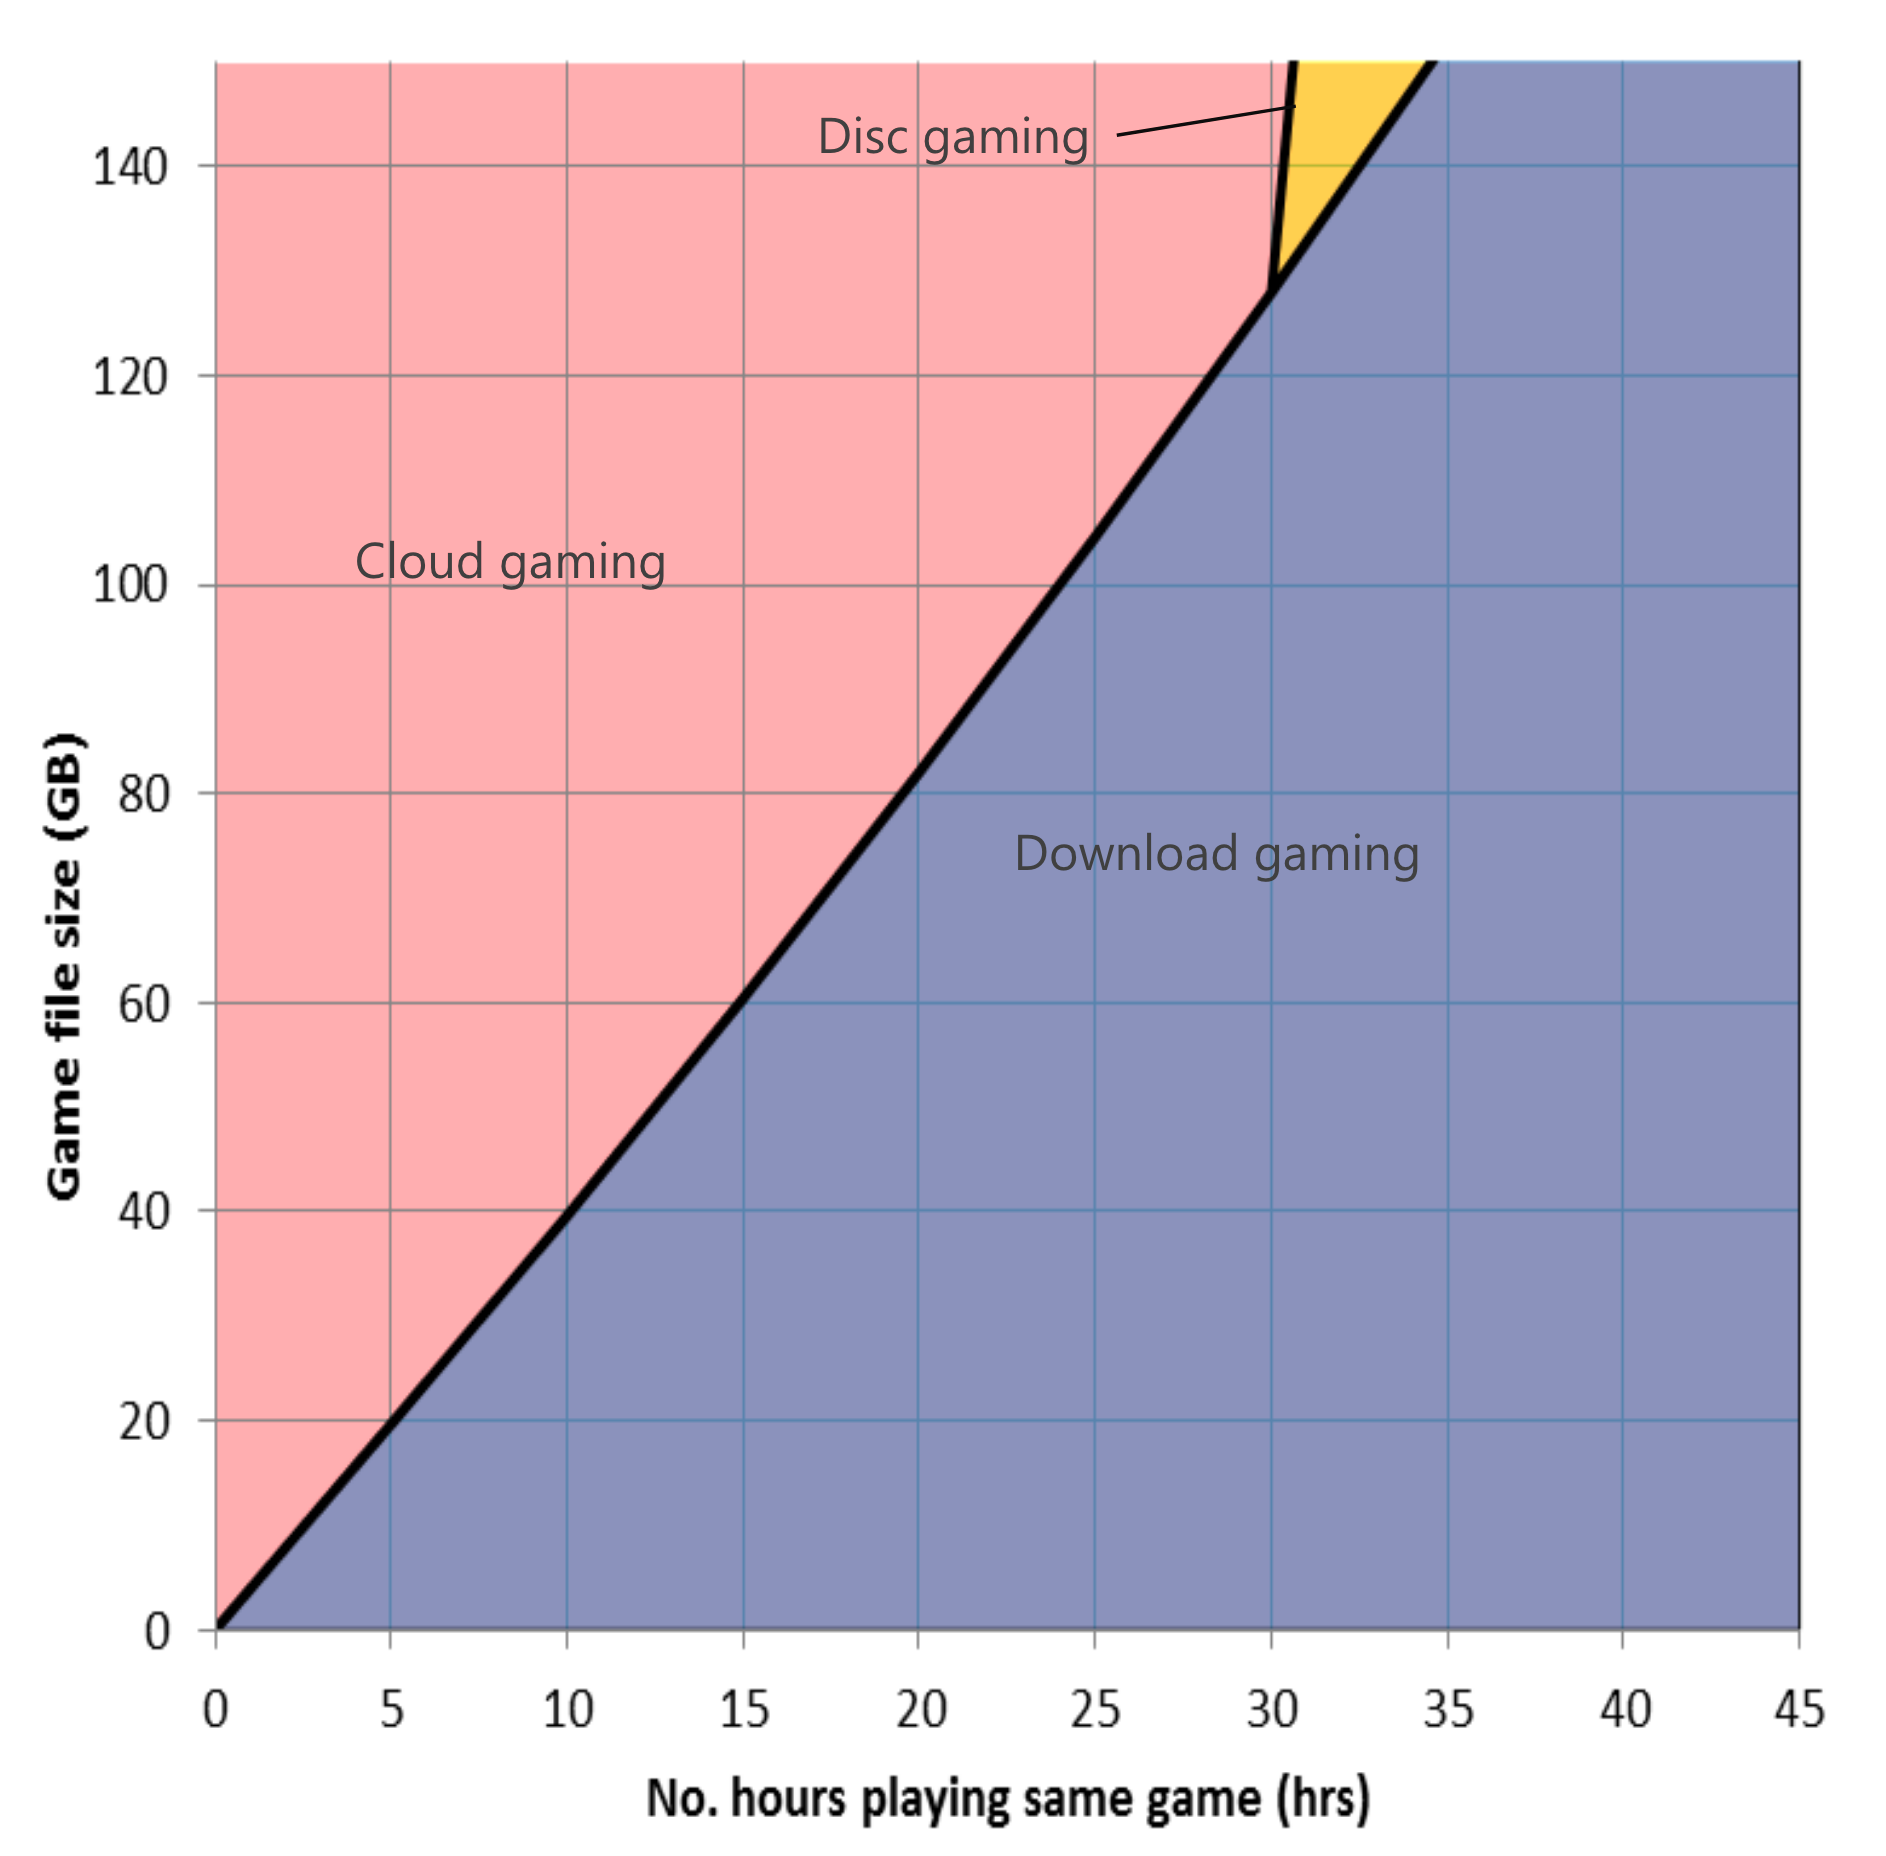 Disc gaming
140
120
Cloud gaming
100
80
Download gaming
60
40
20
0
0 5 10 15 20 25 30 35 40 45
Game file size (GB)
No. hours playing same game (hrs)